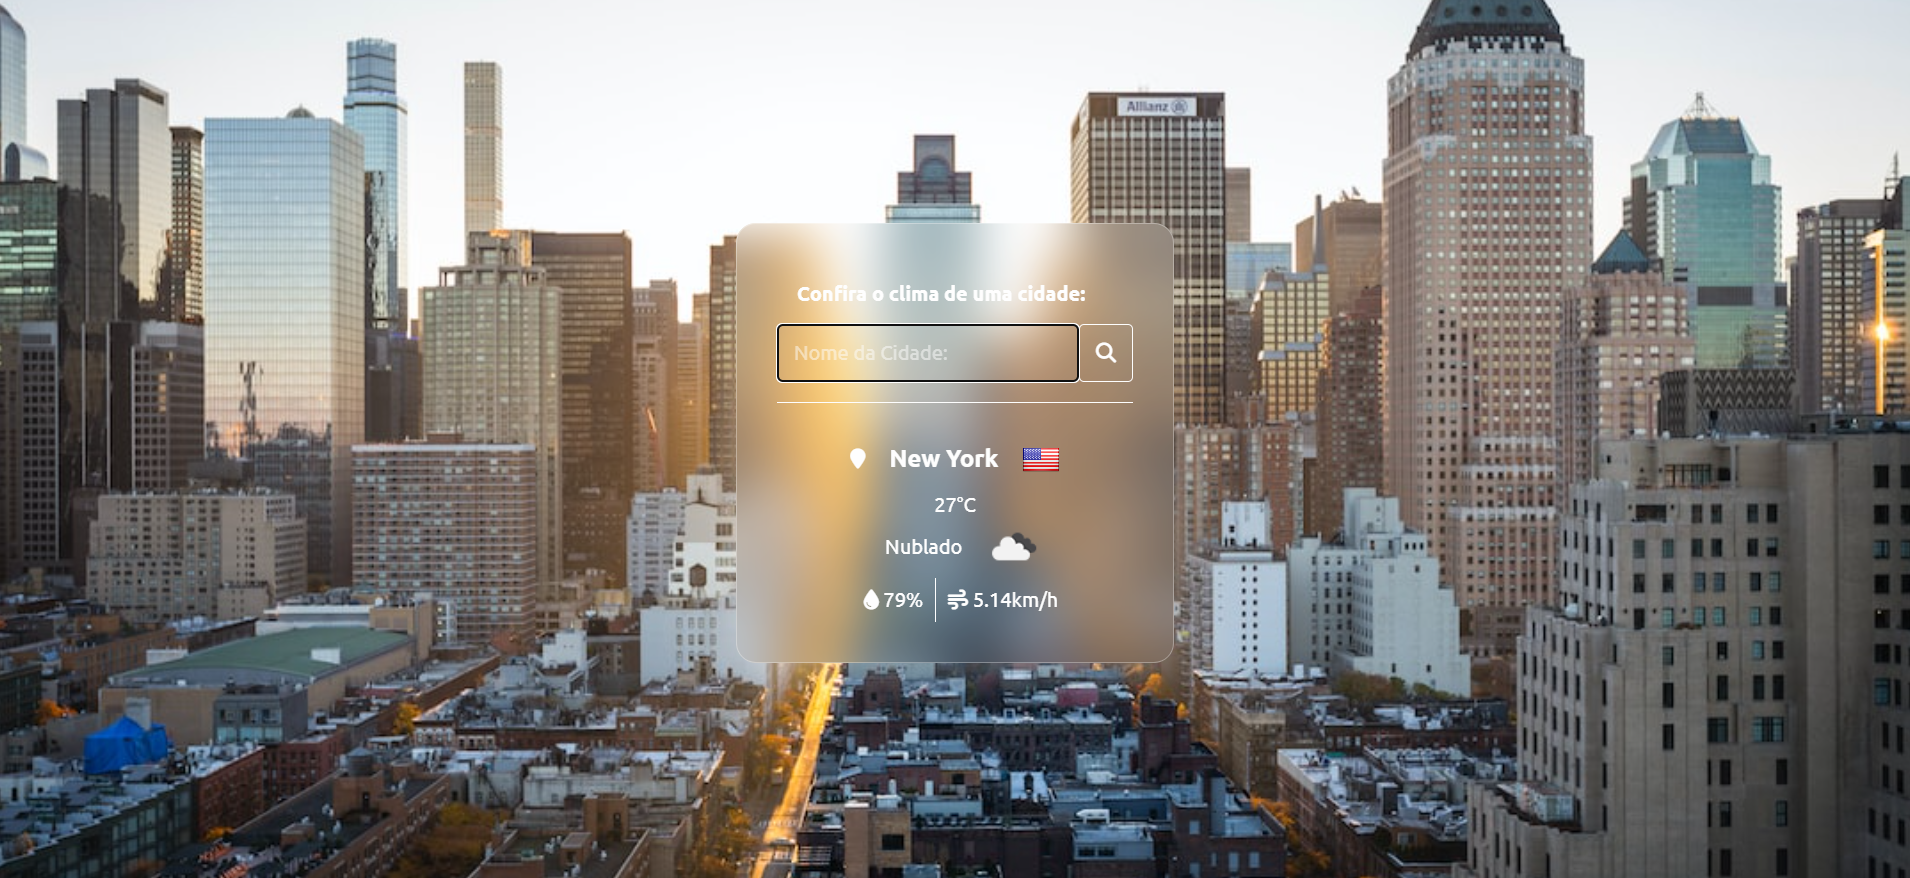 Allianz
Confira o clima de uma cidade:
Nome da Cidade:
New York
27°C
Nublado
79% 5.14km/h